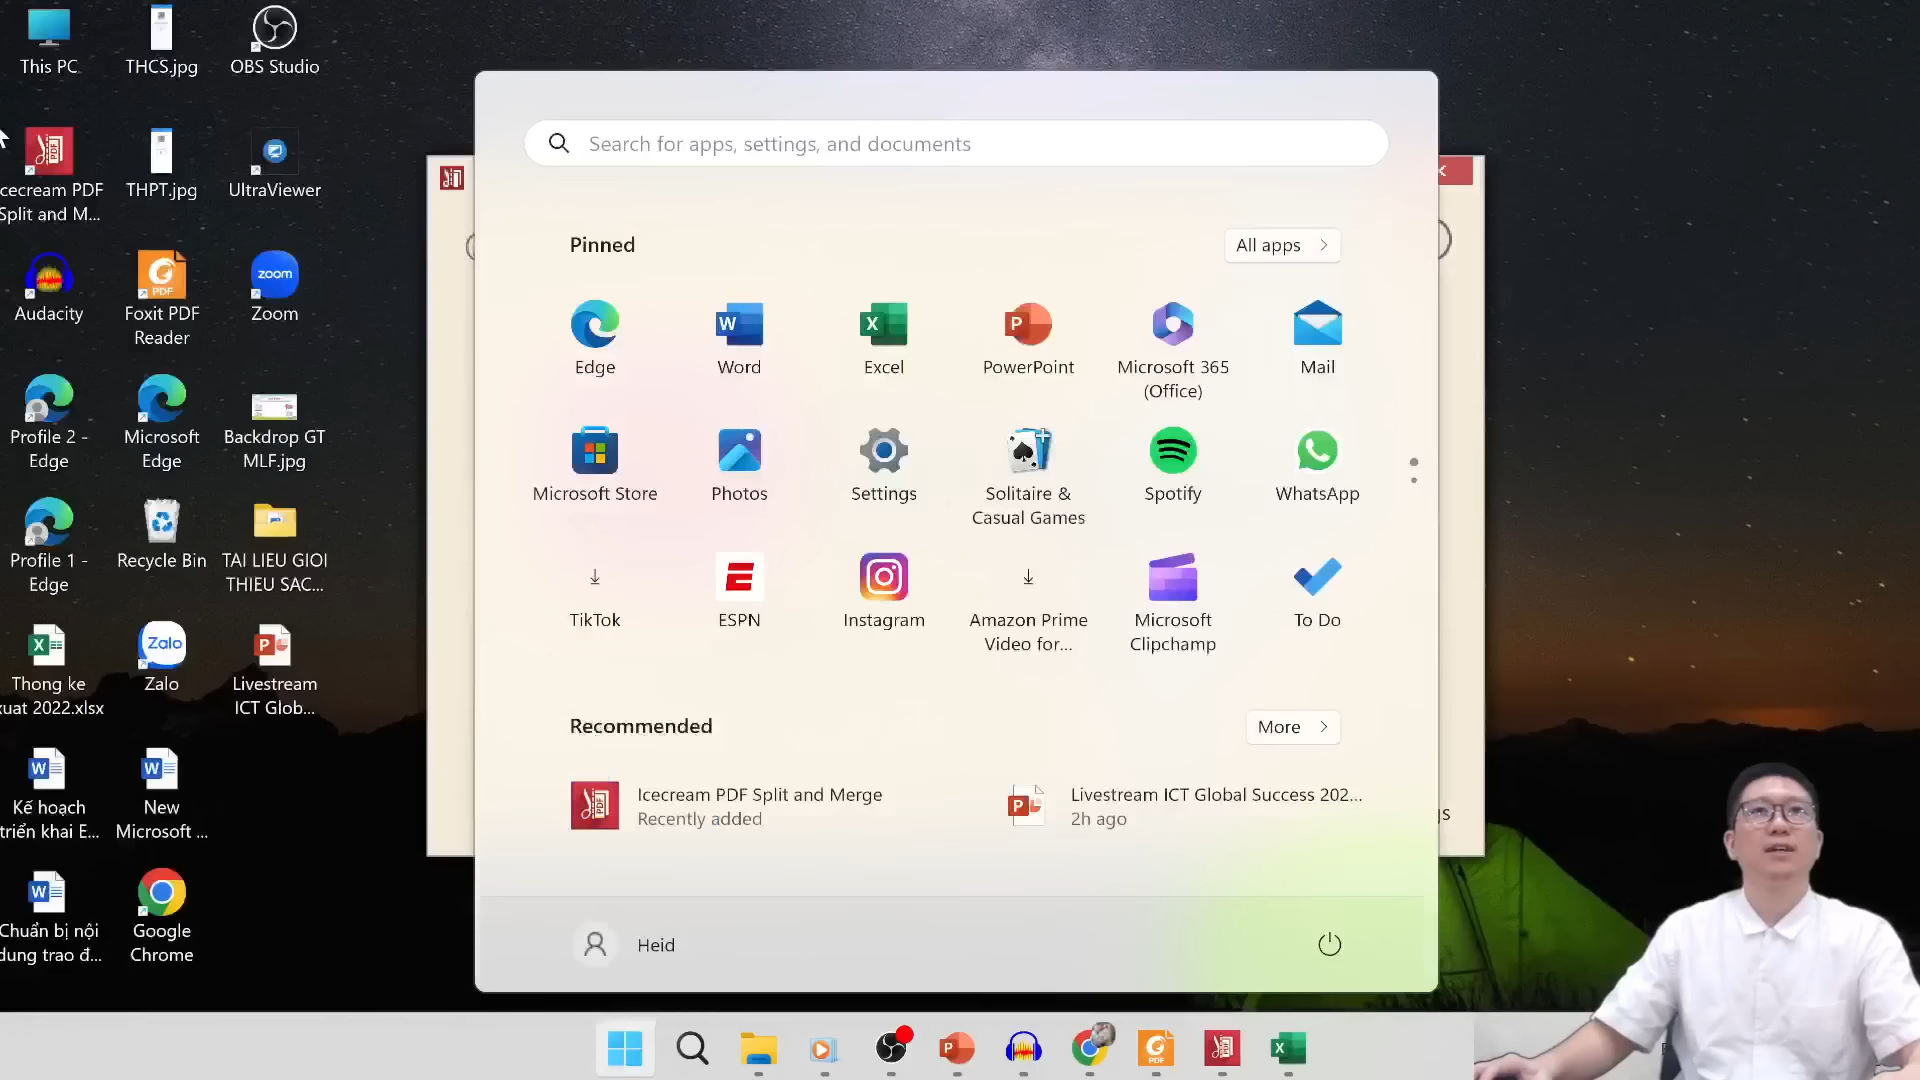 This PC
THCS.jpg
OBS Studio
cecream PDF
Split and M...
THPT.jpg
UltraViewer
Audacity
Foxit PDF
Reader
zoom
Zoom
Profile 2 -
Edge
Microsoft
Edge
Backdrop GT
MLF.jpg
Profile 1 -
Edge
Recycle Bin
TAI LIEU GIOI
THIEU SAC...
Thong ke
xuat 2022.xlsx
Zalo
Zalo
Livestream
ICT Glob...
Kế hoạch
triển khai E...
New
Microsoft ...
Chuẩn bị nội
dung trao đ...
Google
Chrome
Search for apps, settings, and documents
Pinned
All apps
Edge
Word
Excel
PowerPoint
Microsoft 365
(Office)
Mail
Microsoft Store
Photos
Settings
Solitaire &
Casual Games
Spotify
WhatsApp
TikTok
ESPN
Instagram
Amazon Prime
Video for...
Microsoft
Clipchamp
To Do
Recommended
More
Icecream PDF Split and Merge
Recently added
Livestream ICT Global Success 202...
2h ago
Heid